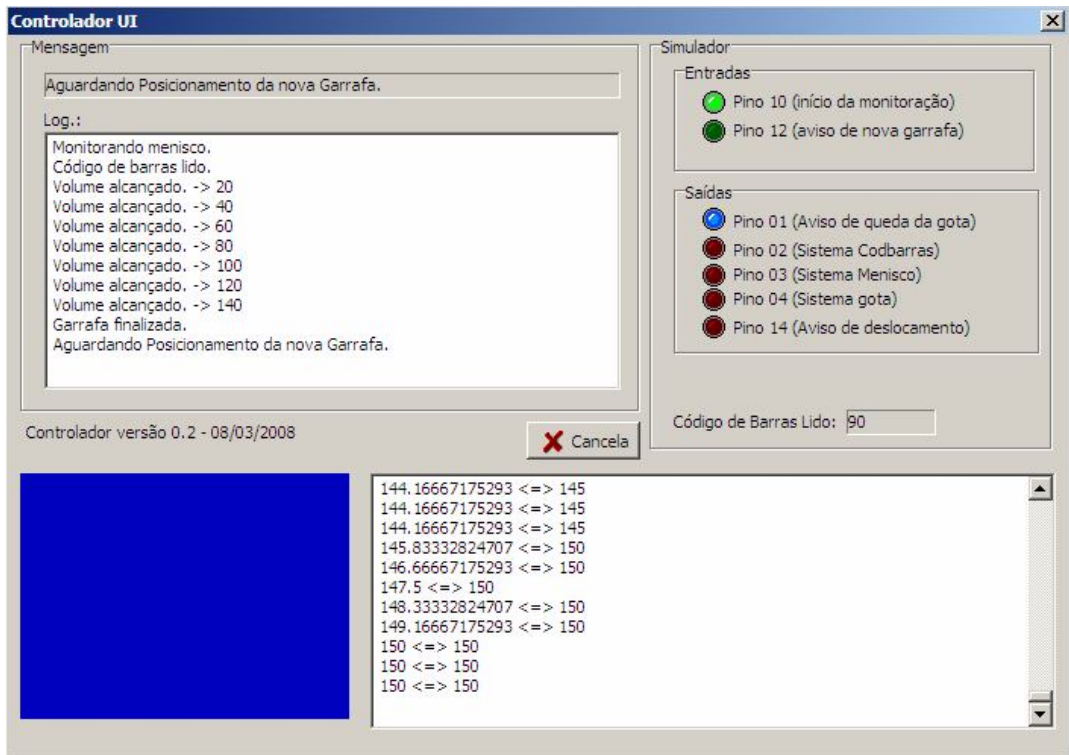 Controlador UI
Mensagem
Aguardando Posicionamento da nova Garrafa.
Log.:
Monitorando menisco.
Código de barras lido.
Volume alcançado. -> 20
Volume alcançado. -> 40
Volume alcançado. -> 60
Volume alcançado. -> 80
Volume alcançado. -> 100
Volume alcançado. -> 120
Volume alcançado. -> 140
Garrafa finalizada.
Aguardando Posicionamento da nova Garrafa.
Simulador
Entradas
Pino 10 (início da monitoração)
Pino 12 (aviso de nova garrafa)
Saídas
Pino 01 (Aviso de queda da gota)
Pino 02 (Sistema Codbarras)
Pino 03 (Sistema Menisco)
Pino 04 (Sistema gota)
Pino 14 (Aviso de deslocamento)
Código de Barras Lido: 90
Controlador versão 0.2 - 08/03/2008
Cancela
144.16667175293 <=> 145
144.16667175293 <=> 145
144.16667175293 <=> 145
145.83332824707 <=> 150
146.66667175293 <=> 150
147.5 <=> 150
148.33332824707 <=> 150
149.16667175293 <=> 150
150 <=> 150
150 <=> 150
150 <=> 150